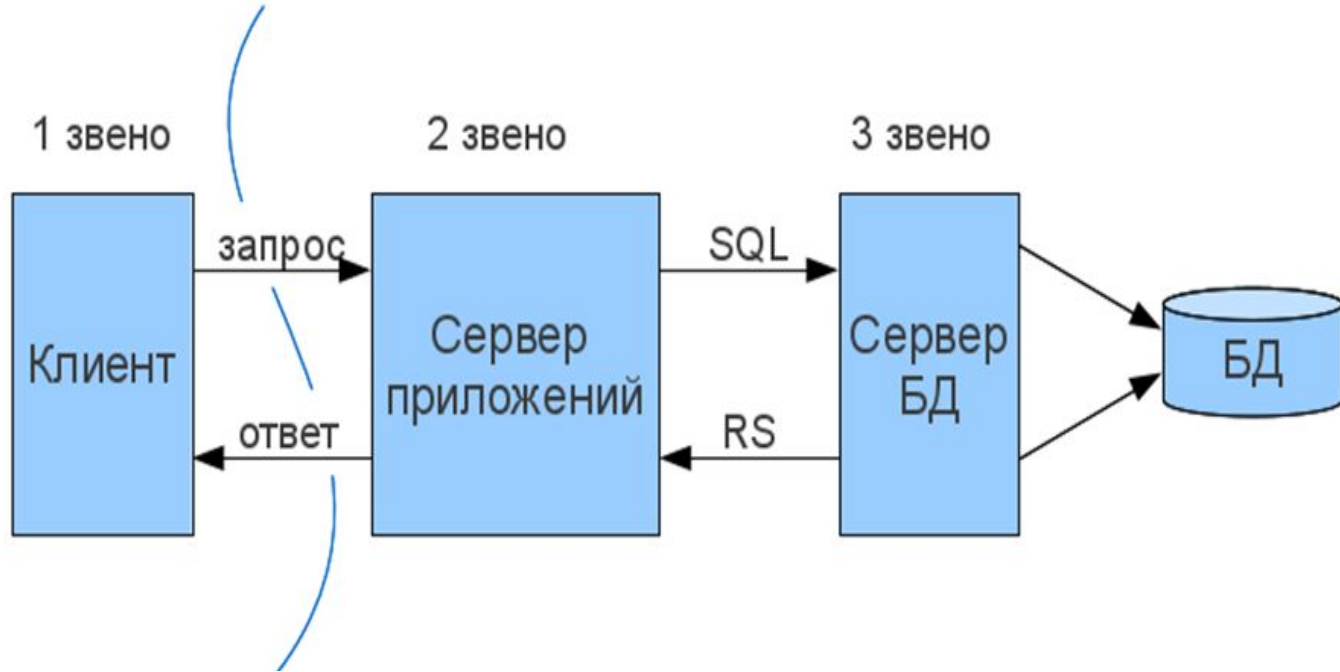 1 звено
2 звено
3 звено
запрос
SQL
Клиент
Сервер
приложений
Сервер
БД
БД
ответ
RS